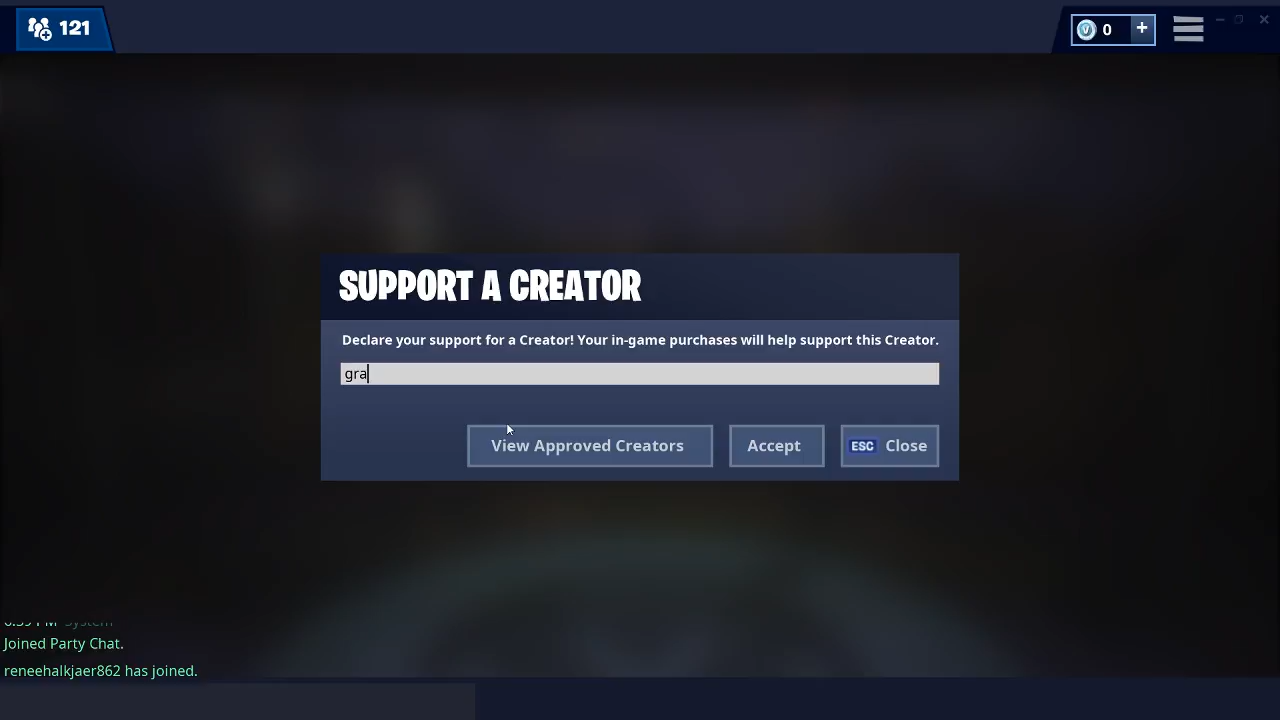 121
0 +
SUPPORT A CREATOR
Declare your support for a Creator! Your in-game purchases will help support this Creator.
gra
View Approved Creators Accept ESC Close
Joined Party Chat.
reneehalkjaer862 has joined.